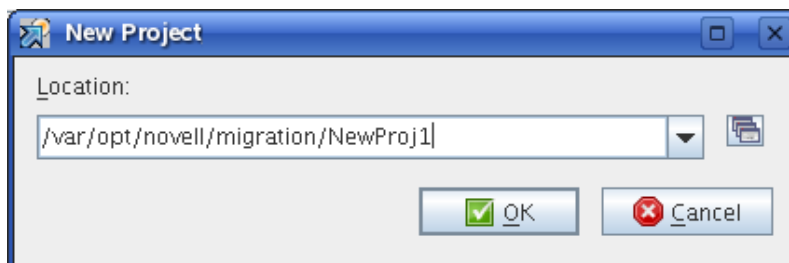 New Project
Location:
/var/opt/novell/migration/NewProj1
OK
Cancel